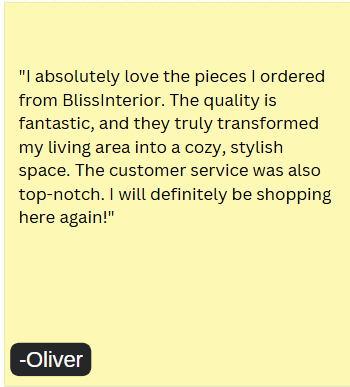 "I absolutely love the pieces I ordered
from BlissInterior. The quality is
fantastic, and they truly transformed
my living area into a cozy, stylish
space. The customer service was also
top-notch. I will definitely be shopping
here again!"
-Oliver